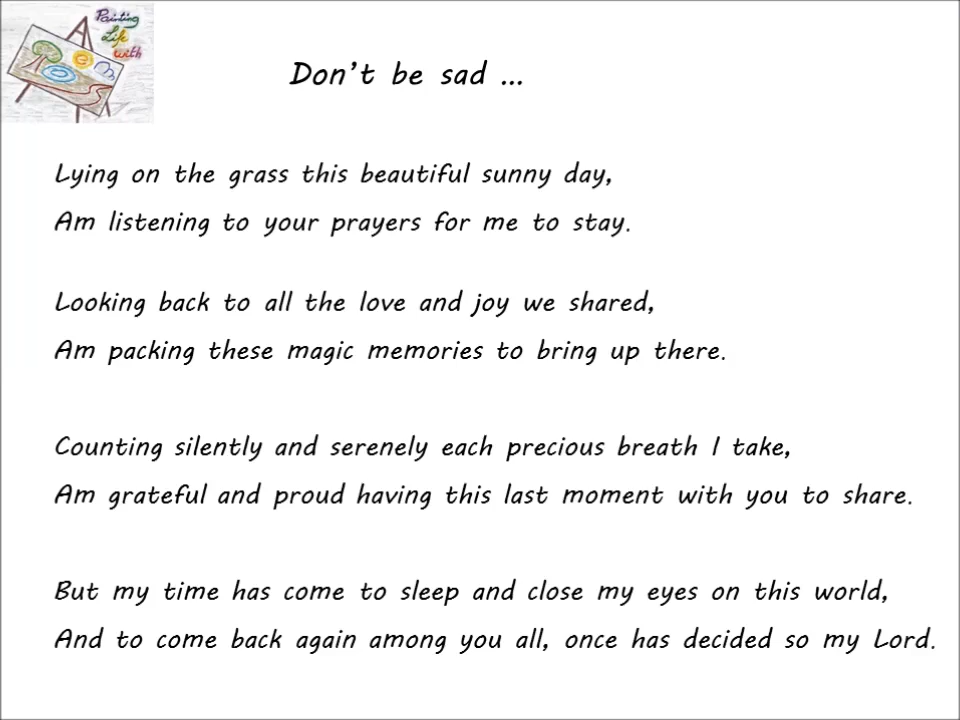 Painting
Life
with
Don't be sad ...
Lying on the grass this beautiful sunny day,
Am listening to your prayers for me to stay.
Looking back to all the love and joy we shared,
Am packing these magic memories to bring up there.
Counting silently and serenely each precious breath I take,
Am grateful and proud having this last moment with you to share.
But my time has come to sleep and close my eyes on this world,
And to come back again among you all, once has decided so my Lord.